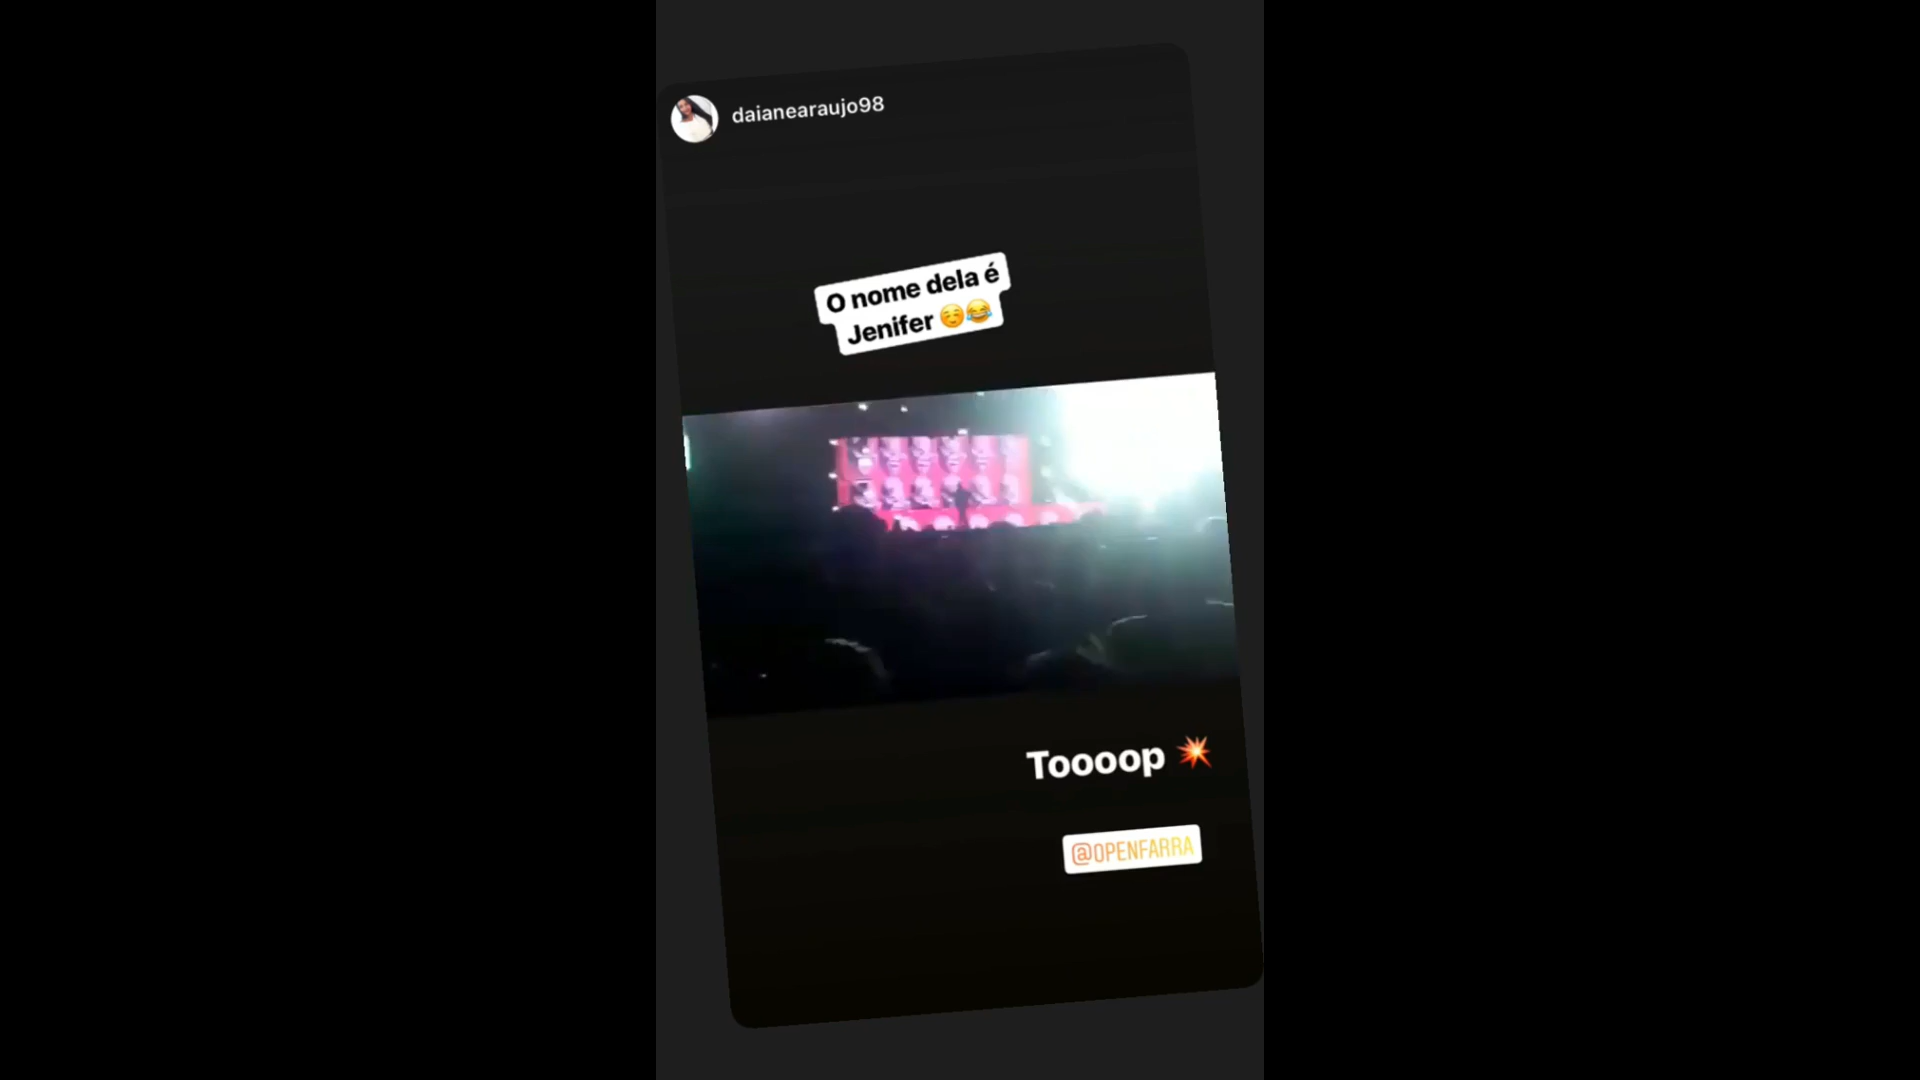 daianearaujo98
O nome dela é
Jenifer ☺️😂
Toooop 💥
@OPENFARRA